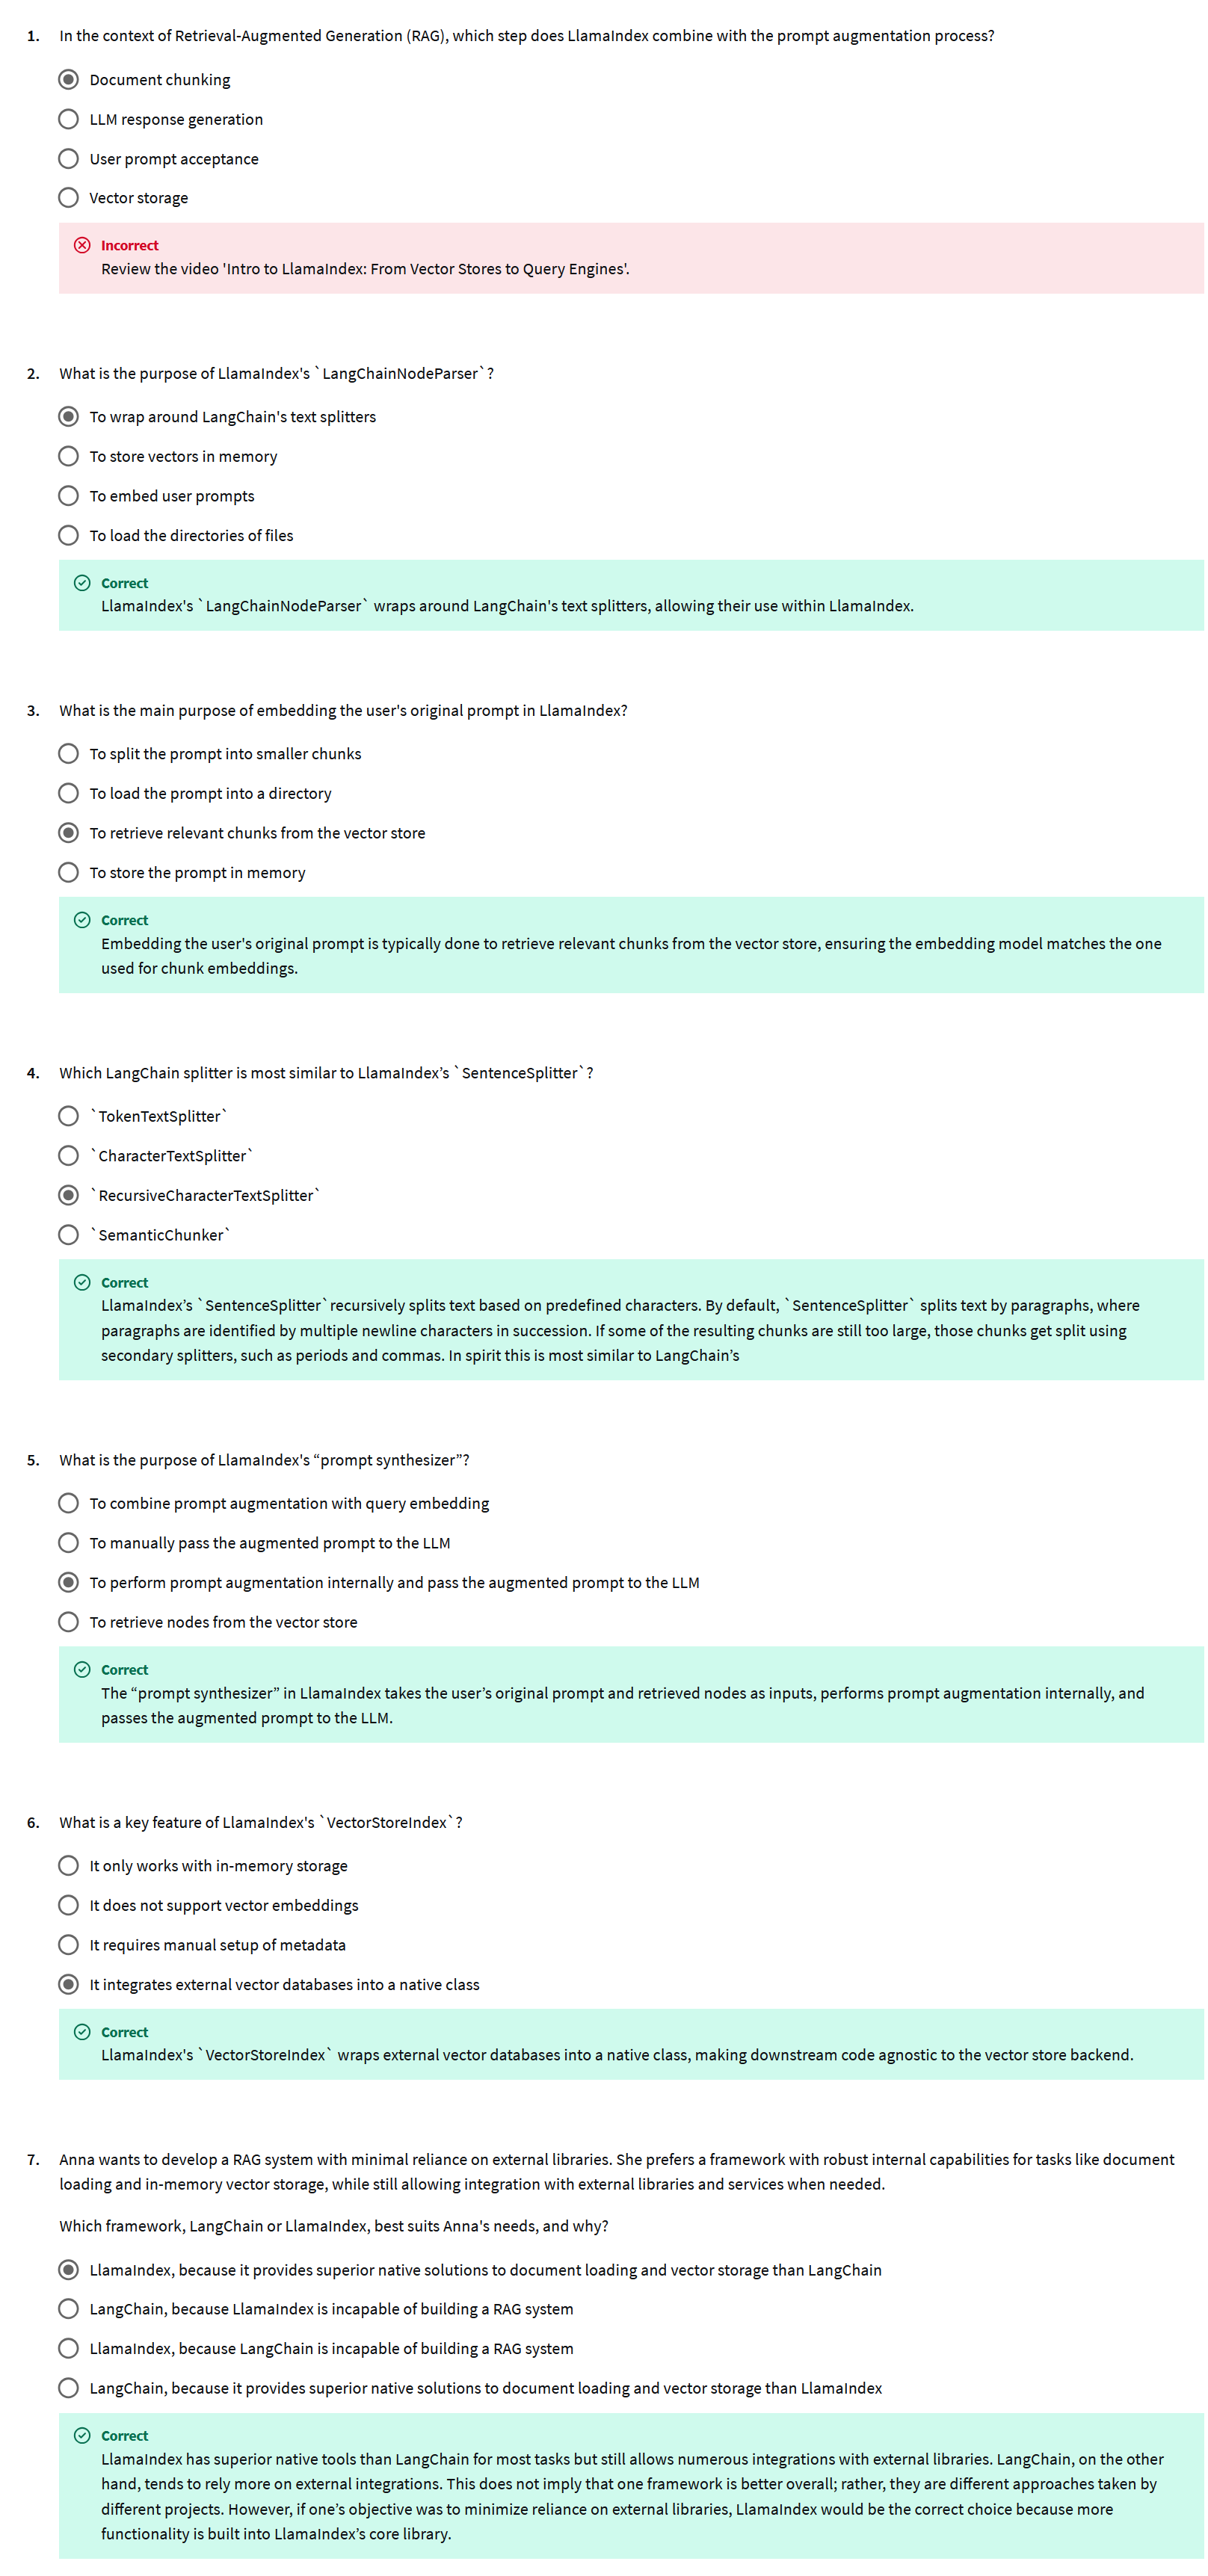 1. In the context of Retrieval-Augmented Generation (RAG), which step does LlamaIndex combine with the prompt augmentation process?
Document chunking
LLM response generation
User prompt acceptance
Vector storage
Incorrect
Review the video 'Intro to LlamaIndex: From Vector Stores to Query Engines'.
2. What is the purpose of LlamaIndex's `LangChainNodeParser`?
To wrap around LangChain's text splitters
To store vectors in memory
To embed user prompts
To load the directories of files
Correct
LlamaIndex's `LangChainNodeParser` wraps around LangChain's text splitters, allowing their use within LlamaIndex.
3. What is the main purpose of embedding the user's original prompt in LlamaIndex?
To split the prompt into smaller chunks
To load the prompt into a directory
To retrieve relevant chunks from the vector store
To store the prompt in memory
Correct
Embedding the user's original prompt is typically done to retrieve relevant chunks from the vector store, ensuring the embedding model matches the one
used for chunk embeddings.
4. Which LangChain splitter is most similar to LlamaIndex’s `SentenceSplitter`?
`TokenTextSplitter`
`CharacterTextSplitter`
`RecursiveCharacterTextSplitter`
`SemanticChunker`
Correct
LlamaIndex’s `SentenceSplitter`recursively splits text based on predefined characters. By default, `SentenceSplitter` splits text by paragraphs, where
paragraphs are identified by multiple newline characters in succession. If some of the resulting chunks are still too large, those chunks get split using
secondary splitters, such as periods and commas. In spirit this is most similar to LangChain’s
5. What is the purpose of LlamaIndex's “prompt synthesizer”?
To combine prompt augmentation with query embedding
To manually pass the augmented prompt to the LLM
To perform prompt augmentation internally and pass the augmented prompt to the LLM
To retrieve nodes from the vector store
Correct
The “prompt synthesizer” in LlamaIndex takes the user’s original prompt and retrieved nodes as inputs, performs prompt augmentation internally, and
passes the augmented prompt to the LLM.
6. What is a key feature of LlamaIndex's `VectorStoreIndex`?
It only works with in-memory storage
It does not support vector embeddings
It requires manual setup of metadata
It integrates external vector databases into a native class
Correct
LlamaIndex's `VectorStoreIndex` wraps external vector databases into a native class, making downstream code agnostic to the vector store backend.
7. Anna wants to develop a RAG system with minimal reliance on external libraries. She prefers a framework with robust internal capabilities for tasks like document
loading and in-memory vector storage, while still allowing integration with external libraries and services when needed.
Which framework, LangChain or LlamaIndex, best suits Anna's needs, and why?
LlamaIndex, because it provides superior native solutions to document loading and vector storage than LangChain
LangChain, because LlamaIndex is incapable of building a RAG system
LlamaIndex, because LangChain is incapable of building a RAG system
LangChain, because it provides superior native solutions to document loading and vector storage than LlamaIndex
Correct
LlamaIndex has superior native tools than LangChain for most tasks but still allows numerous integrations with external libraries. LangChain, on the other
hand, tends to rely more on external integrations. This does not imply that one framework is better overall; rather, they are different approaches taken by
different projects. However, if one’s objective was to minimize reliance on external libraries, LlamaIndex would be the correct choice because more
functionality is built into LlamaIndex’s core library.